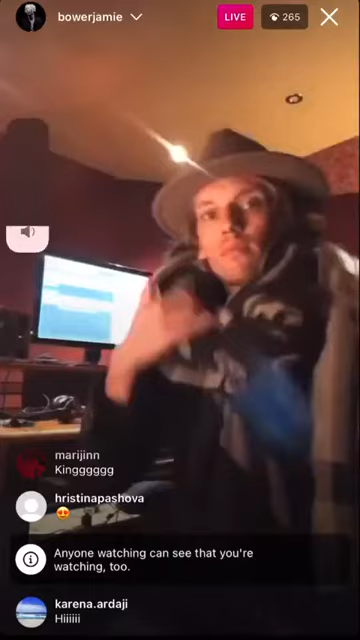 bowerjamie
LIVE
265
marijinn
Kingggggg
hristinapashova
😍
Anyone watching can see that you're
watching, too.
karena.ardaji
Hiiiiii